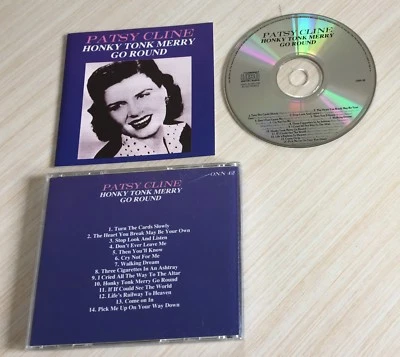 PATSY CLINE
HONKY TONK MERRY
GO ROUND
PATSY CLINE
HONKY TONK MERRY
GO ROUND
ONN 42
PATSY CLINE
HONKY TONK MERRY
GO ROUND
1. Turn The Cards Slowly
2. The Heart You Break May Be Your Own
3. Stop Look And Listen
4. Don't Ever Leave Me
5. Then You'll Know
6. Cry Not For Me
7. Walking Dream
8. Three Cigarettes In An Ashtray
9. I Cried All The Way To The Altar
10. Honky Tonk Merry Go Round
11. If If Could See The World
12. Life's Railway To Heaven
13. Come on In
14. Pick Me Up On Your Way Down